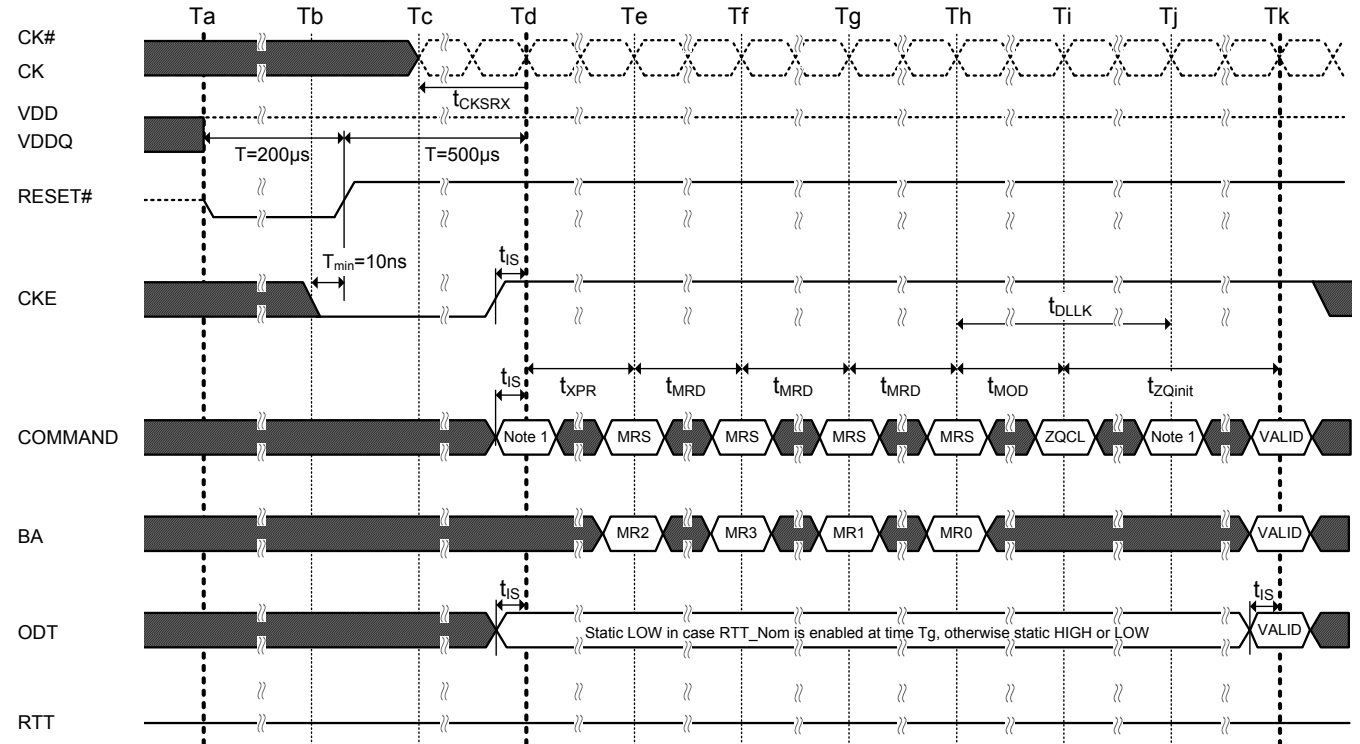 Ta Tb Tc Td Te Tf Tg Th Ti Tj Tk
CK#
CK
tCKSRX
VDD
VDDQ
T=200µs T=500µs
RESET#
Tmin=10ns tIS
CKE
tDLLK
tIS tXPR tMRD tMRD tMRD tMOD tZQinit
COMMAND Note 1 MRS MRS MRS MRS ZQCL Note 1 VALID
BA MR2 MR3 MR1 MR0 VALID
tIS tIS
ODT Static LOW in case RTT_Nom is enabled at time Tg, otherwise static HIGH or LOW VALID
RTT